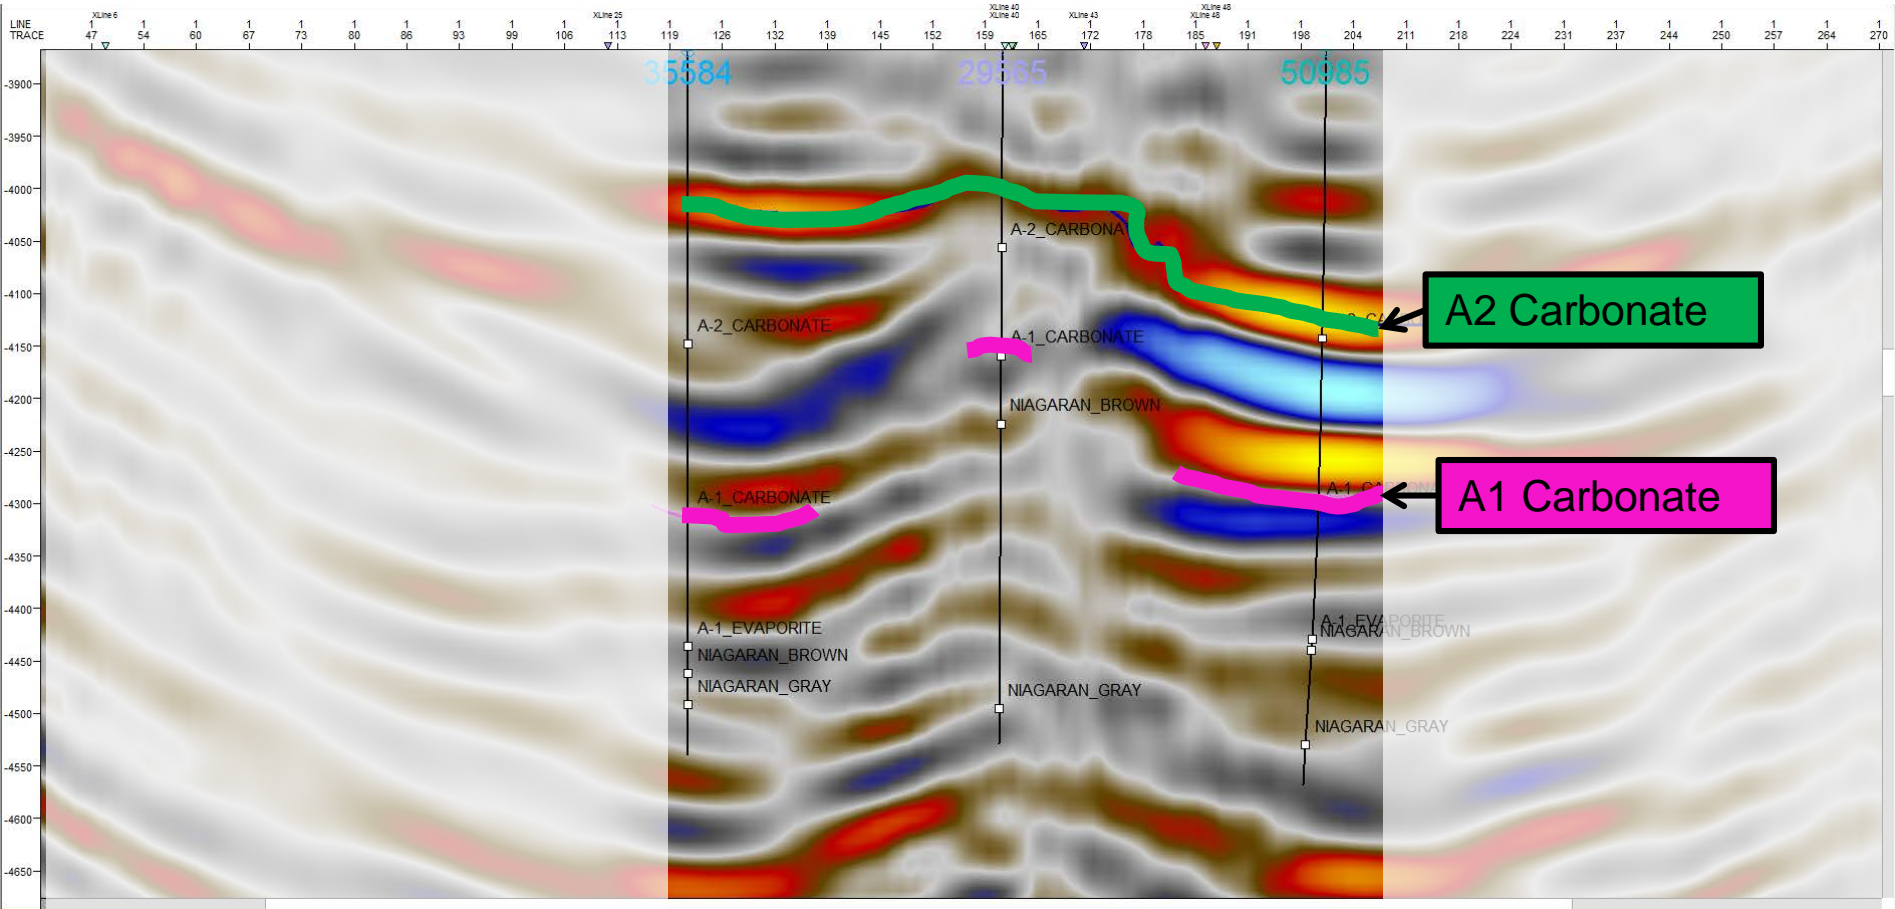 XLine 40
XLine 6 XLine 25 XLine 40 XLine 43 XLine 48
LINE 1 1 1 1 1 1 1 1 1 1 1 1 1 1 1 1 1 1 1 1 1 1 1 1 1 1 1 1 1 1 1 1 1 1 1
TRACE 47 54 60 67 73 80 86 93 99 106 113 119 126 132 139 145 152 159 165 172 178 185 191 198 204 211 218 224 231 237 244 250 257 264 270
35584 29565 50985
-3900
-3950
-4000
A-2_CARBONA
-4050
-4100
A2 Carbonate
A-2_CARBONATE
A-1_CARBONATE
-4150
-4200
NIAGARAN_BROWN
-4250
A-1_CARBONATE
A1 Carbonate
-4300
-4350
-4400
A-1_EVAPORITE
A-1_EVAPORITE
NIAGARAN_BROWN
-4450
NIAGARAN_BROWN
NIAGARAN_GRAY
NIAGARAN_GRAY
-4500
NIAGARAN_GRAY
-4550
-4600
-4650